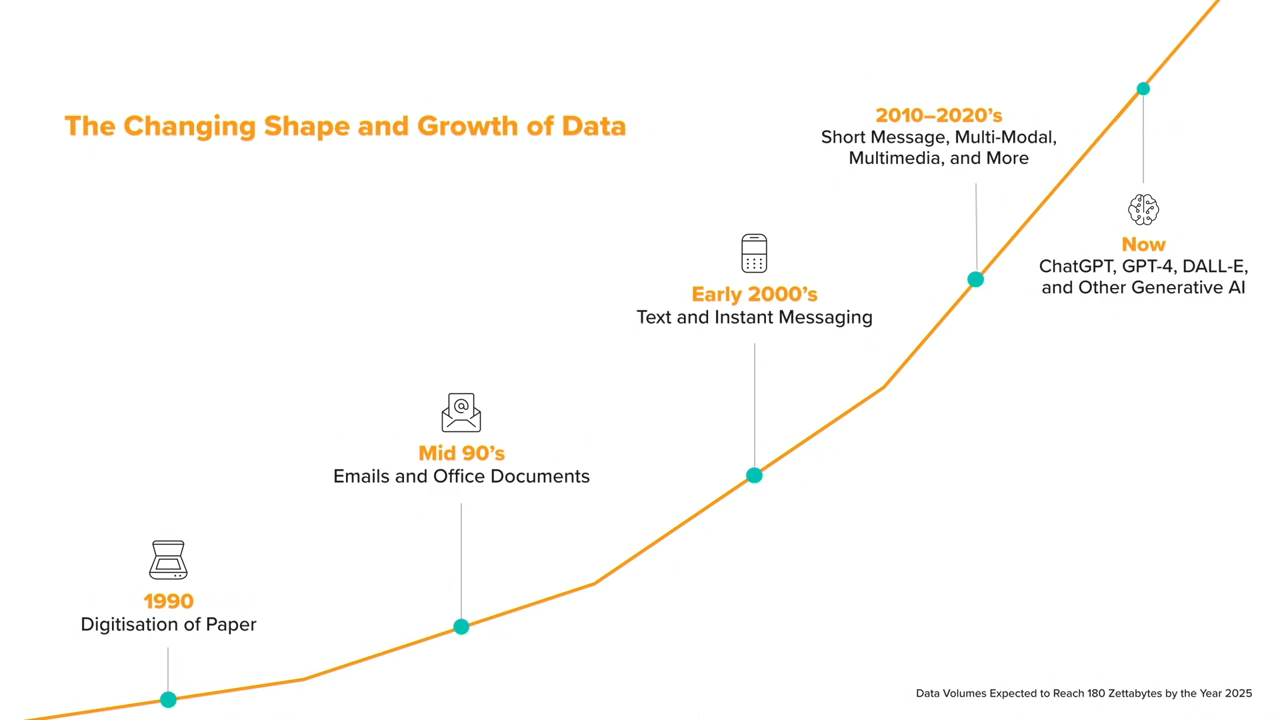 The Changing Shape and Growth of Data
1990
Digitisation of Paper
Mid 90's
Emails and Office Documents
Early 2000's
Text and Instant Messaging
2010–2020's
Short Message, Multi-Modal,
Multimedia, and More
Now
ChatGPT, GPT-4, DALL-E,
and Other Generative AI
Data Volumes Expected to Reach 180 Zettabytes by the Year 2025